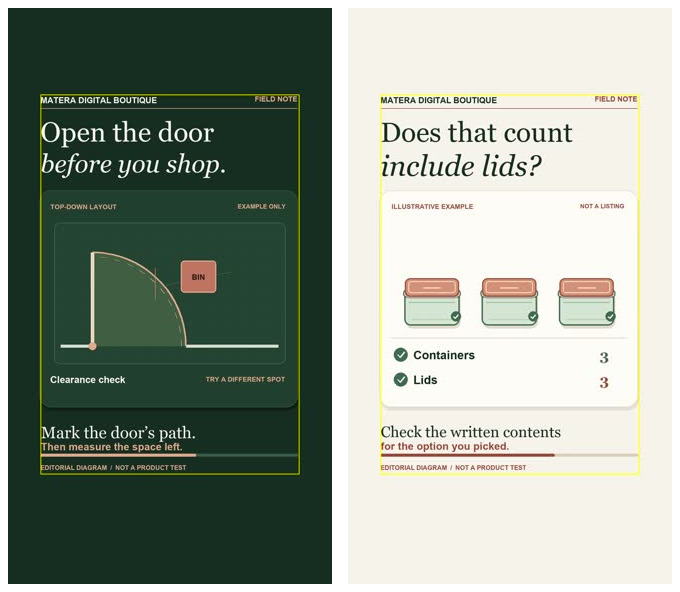 MATERA DIGITAL BOUTIQUE
FIELD NOTE
Open the door
before you shop.
TOP-DOWN LAYOUT
EXAMPLE ONLY
BIN
Clearance check
TRY A DIFFERENT SPOT
Mark the door’s path.
Then measure the space left.
EDITORIAL DIAGRAM / NOT A PRODUCT TEST
MATERA DIGITAL BOUTIQUE
FIELD NOTE
Does that count
include lids?
ILLUSTRATIVE EXAMPLE
NOT A LISTING
Containers 3
Lids 3
Check the written contents
for the option you picked.
EDITORIAL DIAGRAM / NOT A PRODUCT TEST